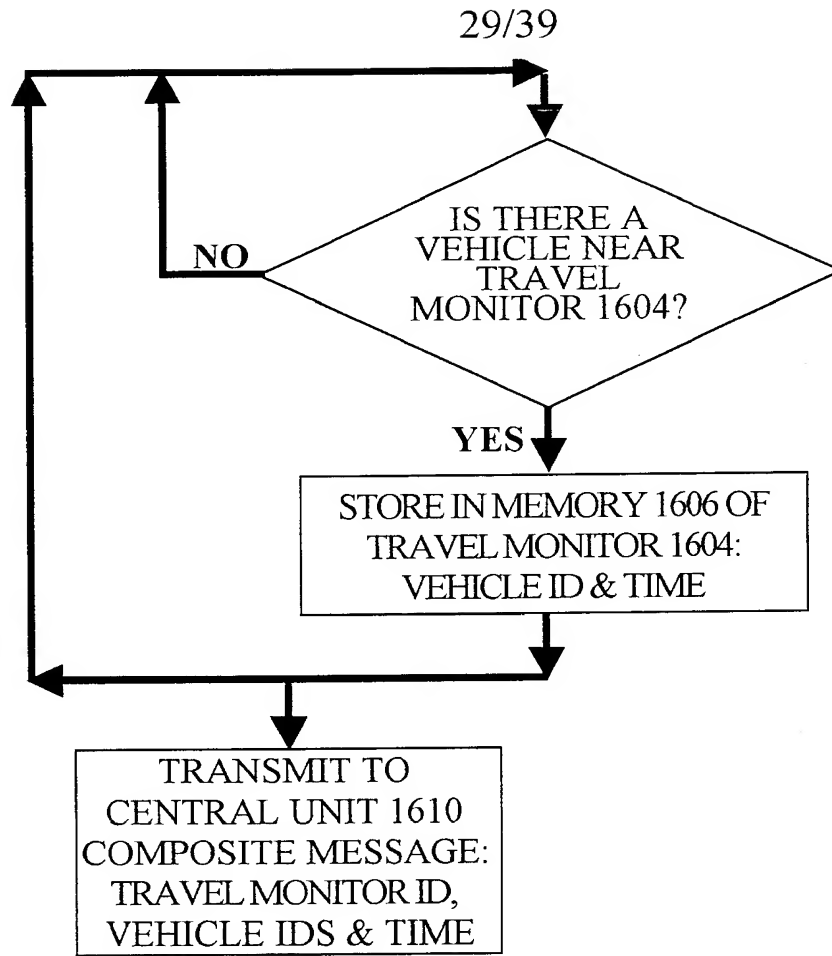 29/39
IS THERE A
VEHICLE NEAR
TRAVEL
MONITOR 1604?
NO
YES
STORE IN MEMORY 1606 OF
TRAVEL MONITOR 1604:
VEHICLE ID & TIME
TRANSMIT TO
CENTRAL UNIT 1610
COMPOSITE MESSAGE:
TRAVEL MONITOR ID,
VEHICLE IDS & TIME